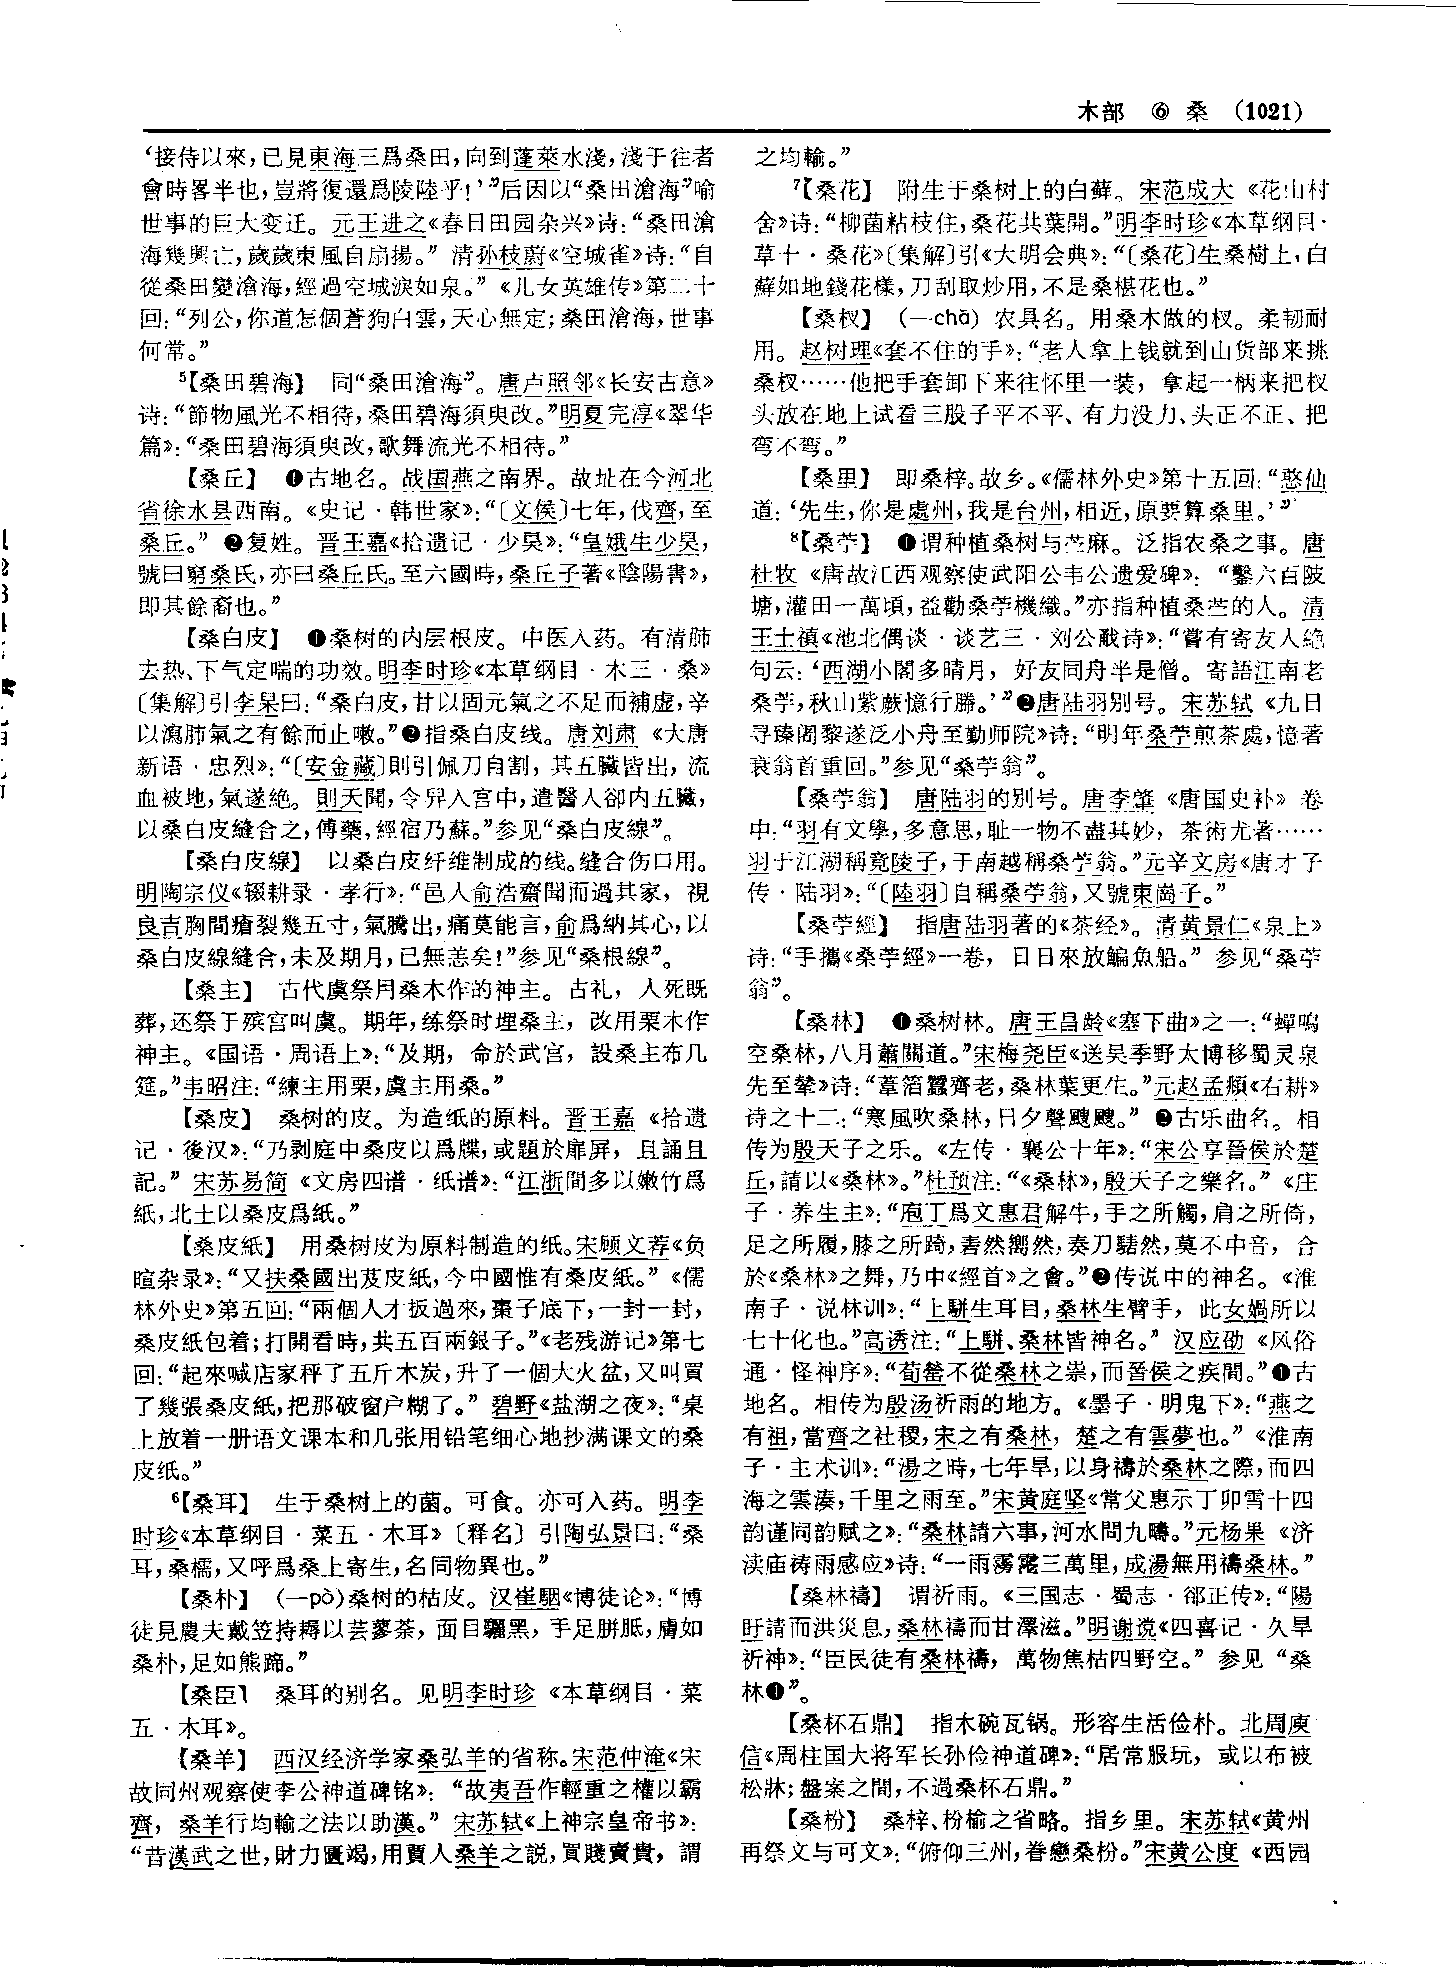 木部 ⑥ 桑 (1021)
‘接侍以來，已見東海三爲桑田，向到蓬萊水淺，淺于往者
會時畧半也，豈將復還爲陵陸乎！’”后因以“桑田滄海”喻
世事的巨大变迁。元王进之《春日田园杂兴》诗：“桑田滄
海幾興亡，歲歲東風自扇揚。”清孙枝蔚《空城雀》诗：“自
從桑田變滄海，經過空城淚如泉。”《儿女英雄传》第二十
回：“列公，你道怎個蒼狗白雲，天心無定；桑田滄海，世事
何常。”
⁵【桑田碧海】 同“桑田滄海”。唐卢照邻《长安古意》
诗：“節物風光不相待，桑田碧海須臾改。”明夏完淳《翠华
篇》：“桑田碧海須臾改，歌舞流光不相待。”
【桑丘】 ❶古地名。战国燕之南界。故址在今河北
省徐水县西南。《史记·韩世家》：“〔文侯〕七年，伐齊，至
桑丘。”❷复姓。晋王嘉《拾遗记·少昊》：“皇娥生少昊，
號曰窮桑氏，亦曰桑丘氏。至六國時，桑丘子著《陰陽書》，
即其餘裔也。”
【桑白皮】 ❶桑树的内层根皮。中医入药。有清肺
去热、下气定喘的功效。明李时珍《本草纲目·木三·桑》
〔集解〕引李杲曰：“桑白皮，甘以固元氣之不足而補虚，辛
以瀉肺氣之有餘而止嗽。”❷指桑白皮线。唐刘肃《大唐
新语·忠烈》：“〔安金藏〕則引佩刀自割，其五臟皆出，流
血被地，氣遂絶。則天聞，令舁入宫中，遣醫人卻内五臟，
以桑白皮縫合之，傅藥，經宿乃蘇。”参见“桑白皮線”。
【桑白皮線】 以桑白皮纤维制成的线。缝合伤口用。
明陶宗仪《辍耕录·孝行》：“邑人俞浩齋聞而過其家，視
良吉胸間瘡裂幾五寸，氣騰出，痛莫能言，俞爲納其心，以
桑白皮線縫合，未及期月，已無恙矣！”参见“桑根線”。
【桑主】 古代虞祭用桑木作的神主。古礼，人死既
葬，还祭于殡宫叫虞。期年，练祭时埋桑主，改用栗木作
神主。《国语·周语上》：“及期，命於武宫，設桑主布几
筵。”韦昭注：“練主用栗，虞主用桑。”
【桑皮】 桑树的皮。为造纸的原料。晋王嘉《拾遗
记·後汉》：“乃剥庭中桑皮以爲牒，或題於扉屏，且誦且
記。”宋苏易简《文房四谱·纸谱》：“江浙間多以嫩竹爲
紙，北土以桑皮爲紙。”
【桑皮紙】 用桑树皮为原料制造的纸。宋顾文荐《负
暄杂录》：“又扶桑國出芨皮紙，今中國惟有桑皮紙。”《儒
林外史》第五回：“兩個人才扳過來，棗子底下，一封一封，
桑皮紙包着；打開看時，共五百兩銀子。”《老残游记》第七
回：“起來喊店家秤了五斤木炭，升了一個大火盆，又叫買
了幾張桑皮紙，把那破窗户糊了。”碧野《盐湖之夜》：“桌
上放着一册语文课本和几张用铅笔细心地抄满课文的桑
皮纸。”
⁶【桑耳】 生于桑树上的菌。可食。亦可入药。明李
时珍《本草纲目·菜五·木耳》〔释名〕引陶弘景曰：“桑
耳，桑檽，又呼爲桑上寄生，名同物異也。”
【桑朴】 （—pò）桑树的枯皮。汉崔駰《博徒论》：“博
徒見農夫戴笠持耨以芸蓼荼，面目驪黑，手足胼胝，膚如
桑朴，足如熊蹄。”
【桑臣】 桑耳的别名。见明李时珍《本草纲目·菜
五·木耳》。
【桑羊】 西汉经济学家桑弘羊的省称。宋范仲淹《宋
故同州观察使李公神道碑铭》：“故夷吾作輕重之權以霸
齊，桑羊行均輸之法以助漢。”宋苏轼《上神宗皇帝书》：
“昔漢武之世，財力匱竭，用賈人桑羊之説，買賤賣貴，謂
之均輸。”
⁷【桑花】 附生于桑树上的白藓。宋范成大《花山村
舍》诗：“柳菌粘枝住，桑花共葉開。”明李时珍《本草纲目·
草十·桑花》〔集解〕引《大明会典》：“〔桑花〕生桑樹上，白
蘚如地錢花樣，刀刮取炒用，不是桑椹花也。”
【桑杈】 （—chā）农具名。用桑木做的杈。柔韧耐
用。赵树理《套不住的手》：“老人拿上钱就到山货部来挑
桑杈……他把手套卸下来往怀里一装，拿起一柄来把杈
头放在地上试看三股子平不平、有力没力、头正不正、把
弯不弯。”
【桑里】 即桑梓。故乡。《儒林外史》第十五回：“憨仙
道：‘先生，你是處州，我是台州，相近，原要算桑里。’”
⁸【桑苧】 ❶谓种植桑树与苎麻。泛指农桑之事。唐
杜牧《唐故江西观察使武阳公韦公遗爱碑》：“鑿六百陂
塘，灌田一萬頃，益勸桑苧機織。”亦指种植桑苎的人。清
王士禛《池北偶谈·谈艺三·刘公㦷诗》：“嘗有寄友人絶
句云：‘西湖小閣多晴月，好友同舟半是僧。寄語江南老
桑苧，秋山紫蕨憶行縢。’”❷唐陆羽别号。宋苏轼《九日
寻臻阇黎遂泛小舟至勤师院》诗：“明年桑苧煎茶處，憶著
衰翁首重回。”参见“桑苧翁”。
【桑苧翁】 唐陆羽的别号。唐李肇《唐国史补》卷
中：“羽有文學，多意思，耻一物不盡其妙，茶術尤著……
羽于江湖稱竟陵子，于南越稱桑苧翁。”元辛文房《唐才子
传·陆羽》：“〔陸羽〕自稱桑苧翁，又號東崗子。”
【桑苧經】 指唐陆羽著的《茶经》。清黄景仁《泉上》
诗：“手攜《桑苧經》一卷，日日來放鳊魚船。”参见“桑苧
翁”。
【桑林】 ❶桑树林。唐王昌龄《塞下曲》之一：“蟬鳴
空桑林，八月蕭關道。”宋梅尧臣《送吴季野太博移蜀灵泉
先至辇》诗：“葦箔蠶齊老，桑林葉更生。”元赵孟頫《右耕》
诗之十二：“寒風吹桑林，日夕聲颼颼。”❷古乐曲名。相
传为殷天子之乐。《左传·襄公十年》：“宋公享晉侯於楚
丘，請以《桑林》。”杜预注：“《桑林》，殷天子之樂名。”《庄
子·养生主》：“庖丁爲文惠君解牛，手之所觸，肩之所倚，
足之所履，膝之所踦，砉然嚮然，奏刀騞然，莫不中音，合
於《桑林》之舞，乃中《經首》之會。”❷传说中的神名。《淮
南子·说林训》：“上駢生耳目，桑林生臂手，此女媧所以
七十化也。”高诱注：“上駢、桑林皆神名。”汉应劭《风俗
通·怪神序》：“荀罃不從桑林之祟，而晉侯之疾間。”❶古
地名。相传为殷汤祈雨的地方。《墨子·明鬼下》：“燕之
有祖，當齊之社稷，宋之有桑林，楚之有雲夢也。”《淮南
子·主术训》：“湯之時，七年旱，以身禱於桑林之際，而四
海之雲湊，千里之雨至。”宋黄庭坚《常父惠示丁卯雪十四
韵谨同韵赋之》：“桑林請六事，河水問九疇。”元杨果《济
渎庙祷雨感应》诗：“一雨霶霑三萬里，成湯無用禱桑林。”
【桑林禱】 谓祈雨。《三国志·蜀志·郤正传》：“陽
盱請而洪災息，桑林禱而甘澤滋。”明谢谠《四喜记·久旱
祈神》：“臣民徒有桑林禱，萬物焦枯四野空。”参见“桑
林❶”。
【桑杯石鼎】 指木碗瓦锅。形容生活俭朴。北周庾
信《周柱国大将军长孙俭神道碑》：“居常服玩，或以布被
松牀；盤案之間，不過桑杯石鼎。”
【桑枌】 桑梓、枌榆之省略。指乡里。宋苏轼《黄州
再祭文与可文》：“俯仰三州，眷戀桑枌。”宋黄公度《西园